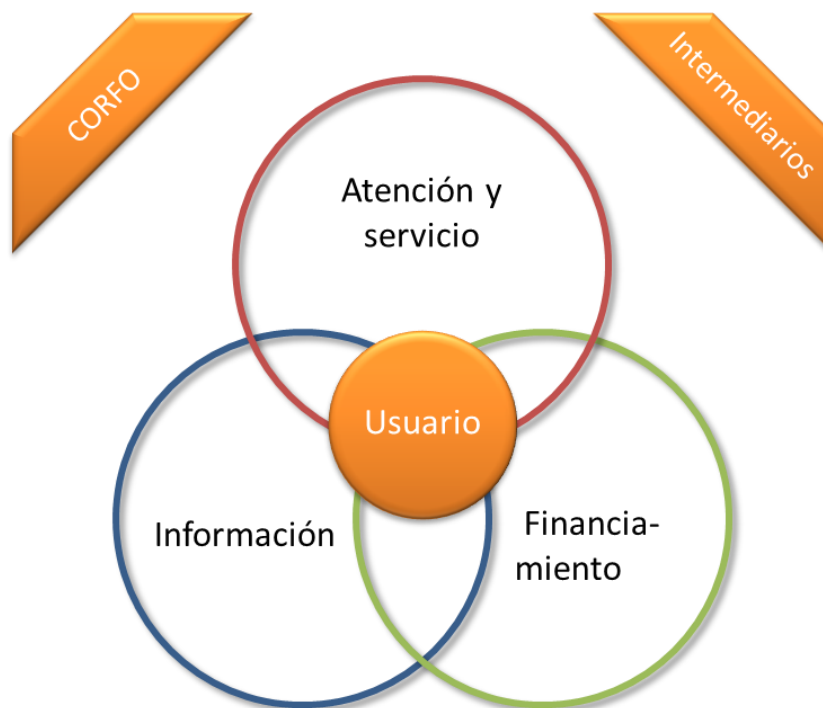 CORFO
Intermediarios
Atención y
servicio
Usuario
Información
Financia-
miento